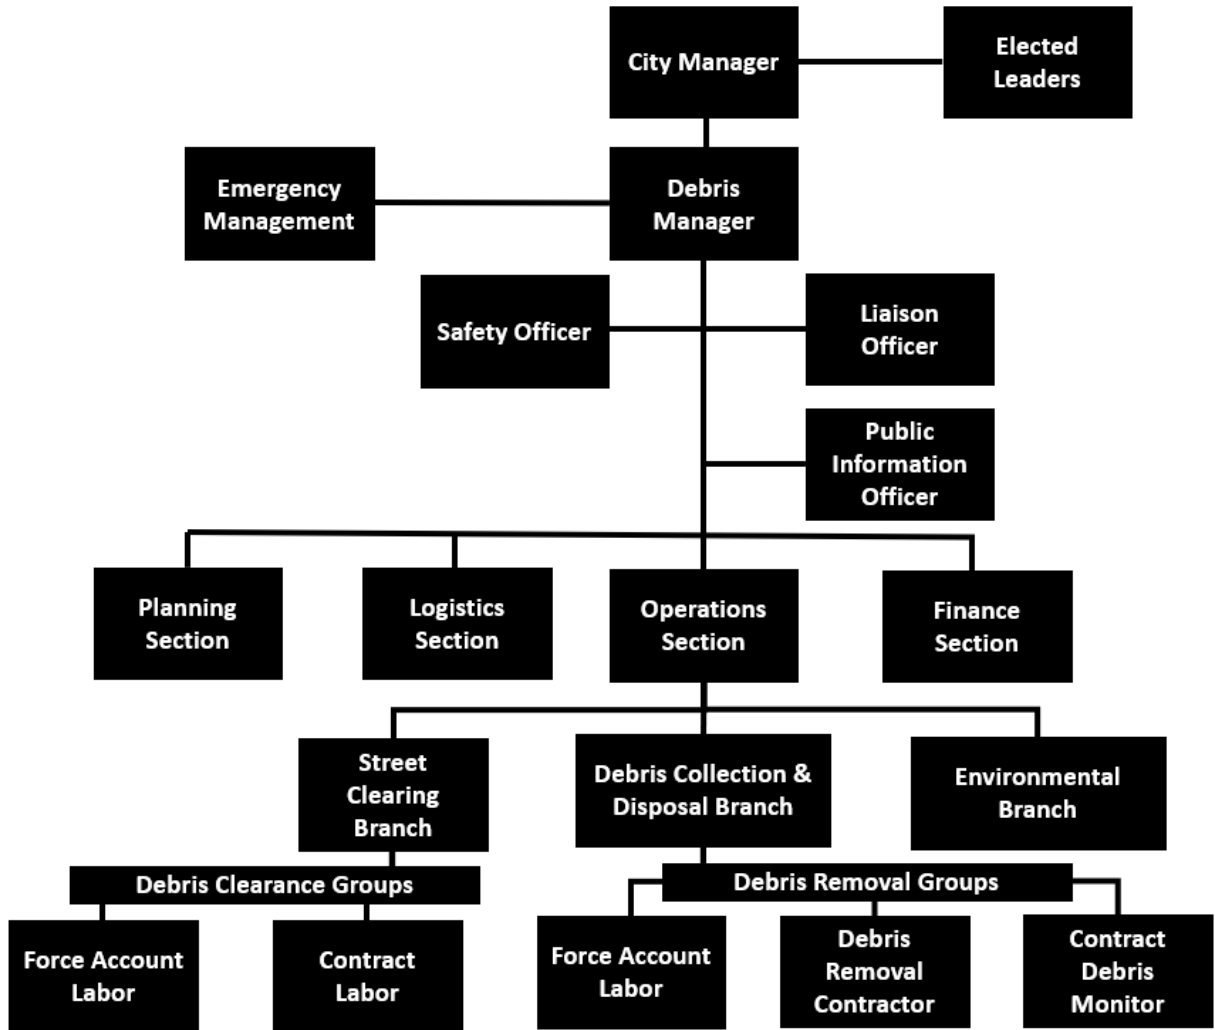 City Manager
Elected
Leaders
Emergency
Management
Debris
Manager
Safety Officer
Liaison
Officer
Public
Information
Officer
Planning
Section
Logistics
Section
Operations
Section
Finance
Section
Street
Clearing
Branch
Debris Collection &
Disposal Branch
Environmental
Branch
Debris Clearance Groups
Debris Removal Groups
Force Account
Labor
Contract
Labor
Force Account
Labor
Debris
Removal
Contractor
Contract
Debris
Monitor